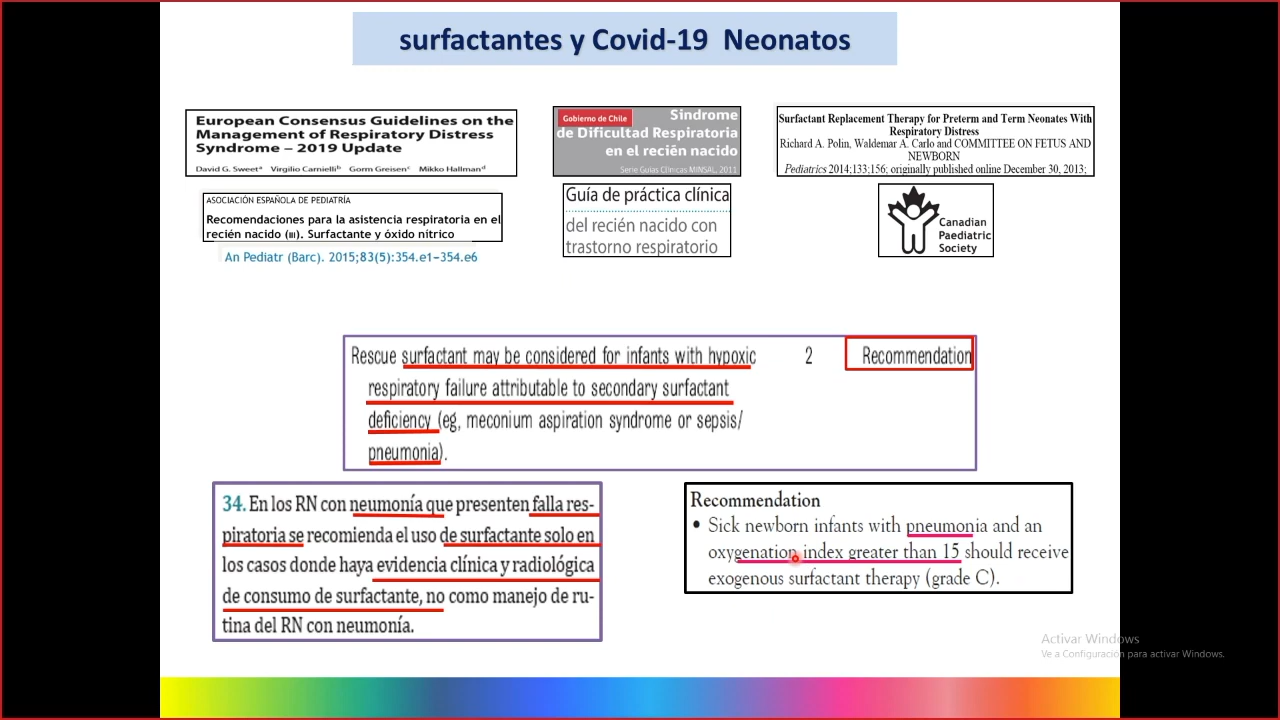 surfactantes y Covid-19 Neonatos
European Consensus Guidelines on the
Management of Respiratory Distress
Syndrome – 2019 Update
David G. Sweetᵃ Virgilio Carnielliᵇ Gorm Greisenᶜ Mikko Hallmanᵈ
Gobierno de Chile
Síndrome
de Dificultad Respiratoria
en el recién nacido
Serie Guías Clínicas MINSAL, 2011
Surfactant Replacement Therapy for Preterm and Term Neonates With
Respiratory Distress
Richard A. Polin, Waldemar A. Carlo and COMMITTEE ON FETUS AND
NEWBORN
Pediatrics 2014;133;156; originally published online December 30, 2013;
ASOCIACIÓN ESPAÑOLA DE PEDIATRÍA
Recomendaciones para la asistencia respiratoria en el
recién nacido (III). Surfactante y óxido nítrico
An Pediatr (Barc). 2015;83(5):354.e1-354.e6
Guía de práctica clínica
del recién nacido con
trastorno respiratorio
Canadian
Paediatric
Society
Rescue surfactant may be considered for infants with hypoxic 2 Recommendation
respiratory failure attributable to secondary surfactant
deficiency (eg, meconium aspiration syndrome or sepsis/
pneumonia).
34. En los RN con neumonía que presenten falla res-
piratoria se recomienda el uso de surfactante solo en
los casos donde haya evidencia clínica y radiológica
de consumo de surfactante, no como manejo de ru-
tina del RN con neumonía.
Recommendation
• Sick newborn infants with pneumonia and an
oxygenation index greater than 15 should receive
exogenous surfactant therapy (grade C).
Activar Windows
Ve a Configuración para activar Windows.